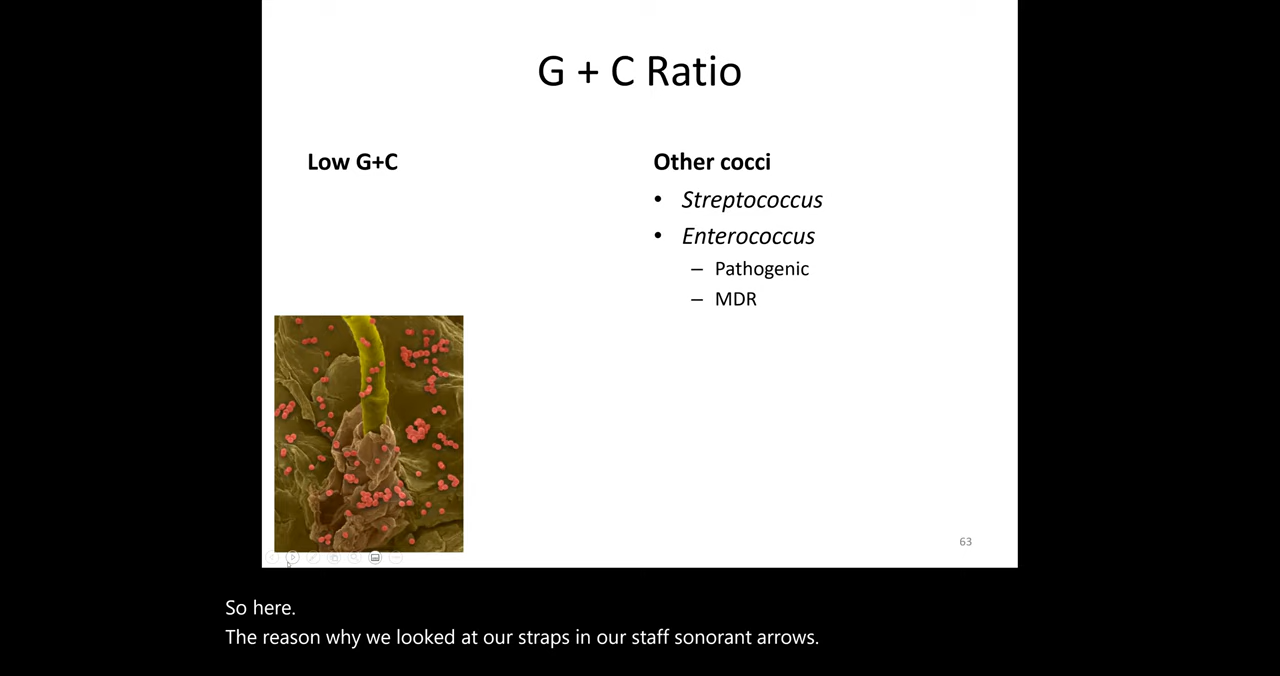 G + C Ratio
Low G+C
Other cocci
• Streptococcus
• Enterococcus
– Pathogenic
– MDR
63
So here.
The reason why we looked at our straps in our staff sonorant arrows.